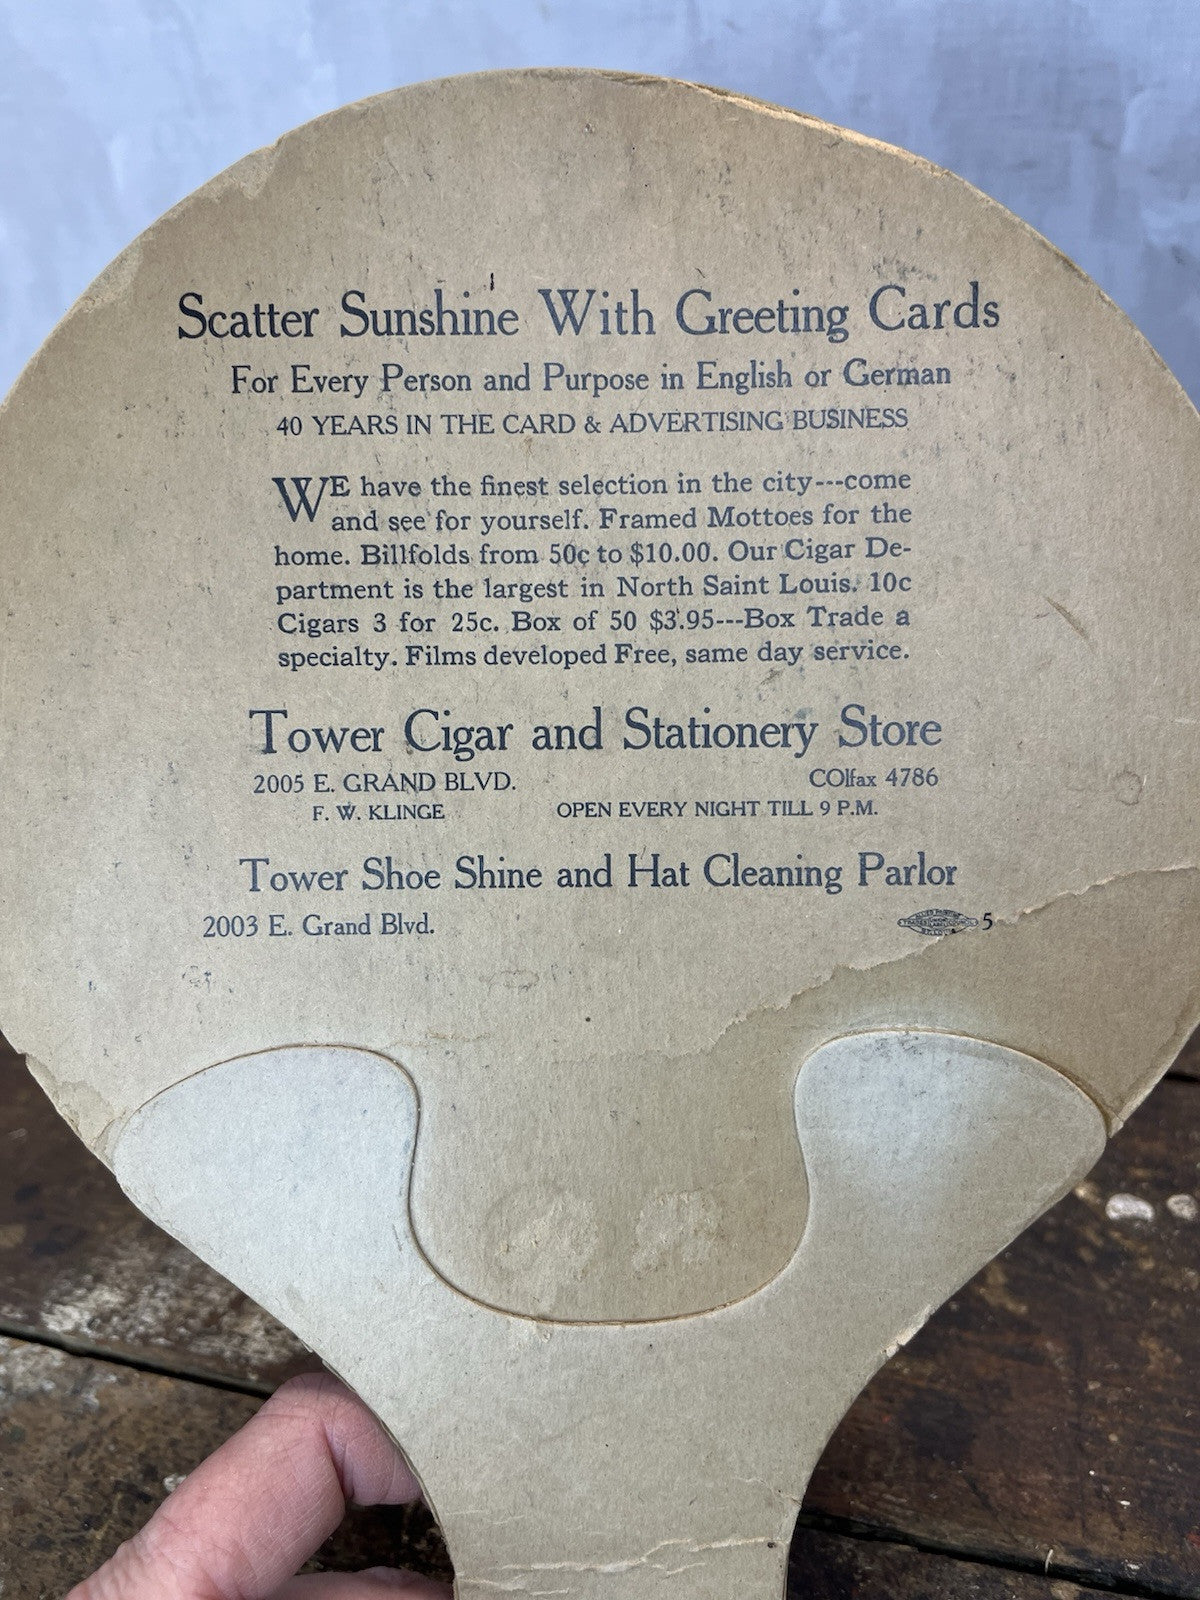 Scatter Sunshine With Greeting Cards
For Every Person and Purpose in English or German
40 YEARS IN THE CARD & ADVERTISING BUSINESS
WE have the finest selection in the city---come
and see for yourself. Framed Mottoes for the
home. Billfolds from 50c to $10.00. Our Cigar De-
partment is the largest in North Saint Louis. 10c
Cigars 3 for 25c. Box of 50 $3.95---Box Trade a
specialty. Films developed Free, same day service.
Tower Cigar and Stationery Store
2005 E. GRAND BLVD. COlfax 4786
F. W. KLINGE OPEN EVERY NIGHT TILL 9 P.M.
Tower Shoe Shine and Hat Cleaning Parlor
2003 E. Grand Blvd. 5